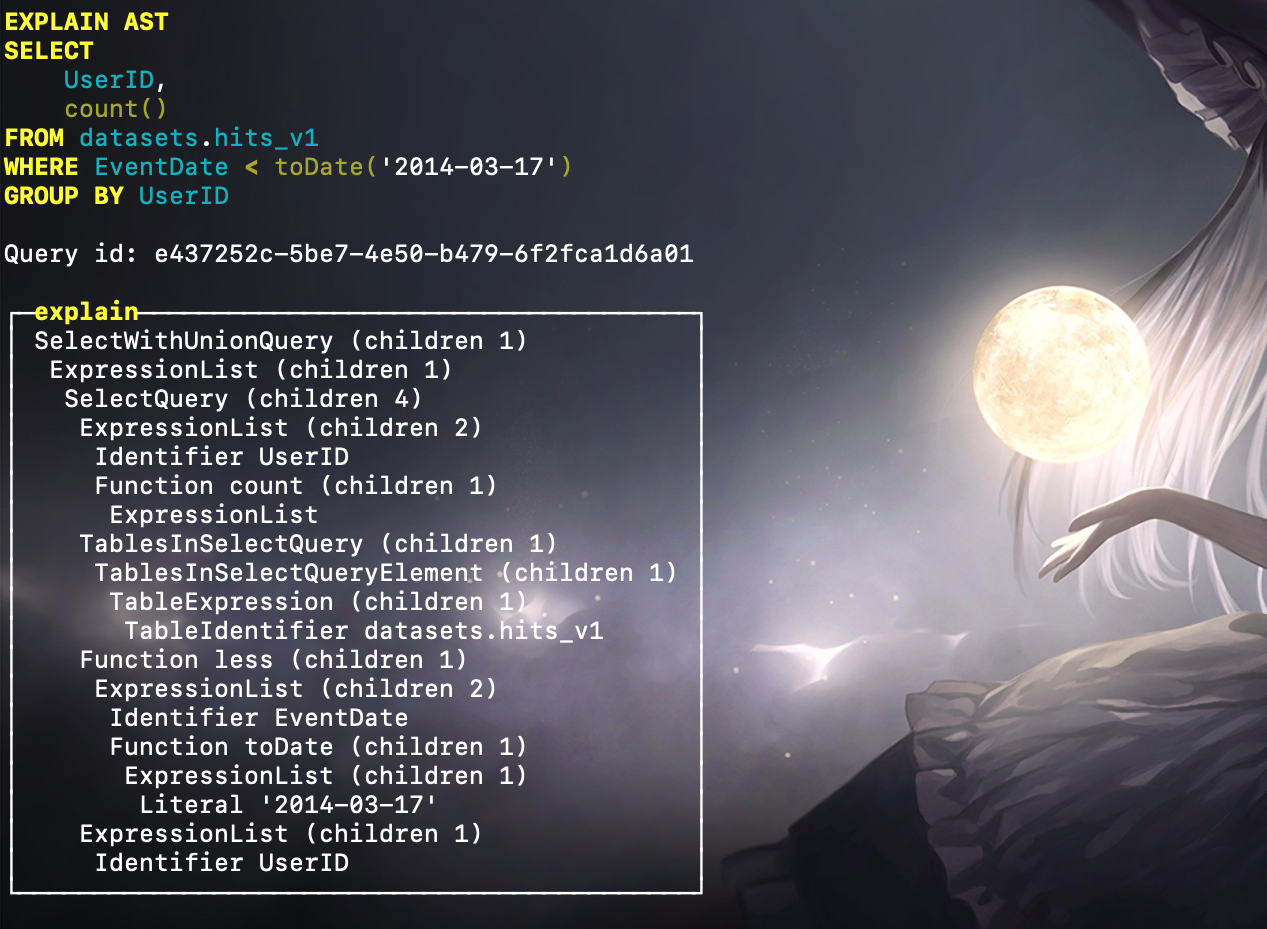 EXPLAIN AST
SELECT
    UserID,
    count()
FROM datasets.hits_v1
WHERE EventDate < toDate('2014-03-17')
GROUP BY UserID
Query id: e437252c-5be7-4e50-b479-6f2fca1d6a01
explain
SelectWithUnionQuery (children 1)
 ExpressionList (children 1)
  SelectQuery (children 4)
   ExpressionList (children 2)
    Identifier UserID
    Function count (children 1)
     ExpressionList
   TablesInSelectQuery (children 1)
    TablesInSelectQueryElement (children 1)
     TableExpression (children 1)
      TableIdentifier datasets.hits_v1
   Function less (children 1)
    ExpressionList (children 2)
     Identifier EventDate
     Function toDate (children 1)
      ExpressionList (children 1)
       Literal '2014-03-17'
   ExpressionList (children 1)
    Identifier UserID